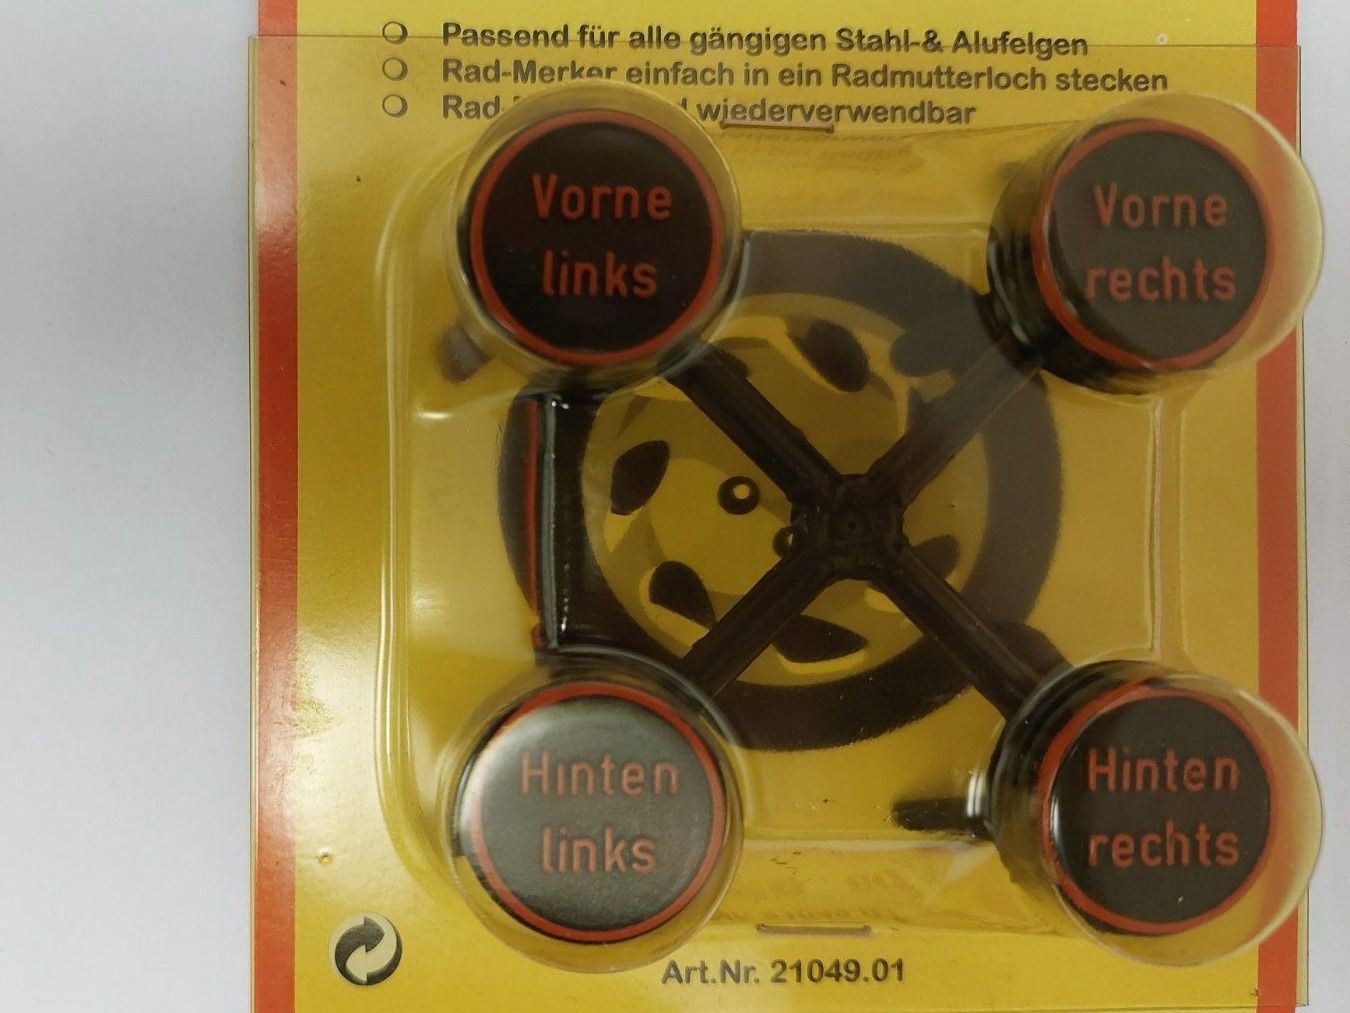 Passend für alle gängigen Stahl-& Alufelgen
Rad-Merker einfach in ein Radmutterloch stecken
Rad wiederverwendbar
Vorne
links
Vorne
rechts
Hinten
links
Hinten
rechts
Art.Nr. 21049.01